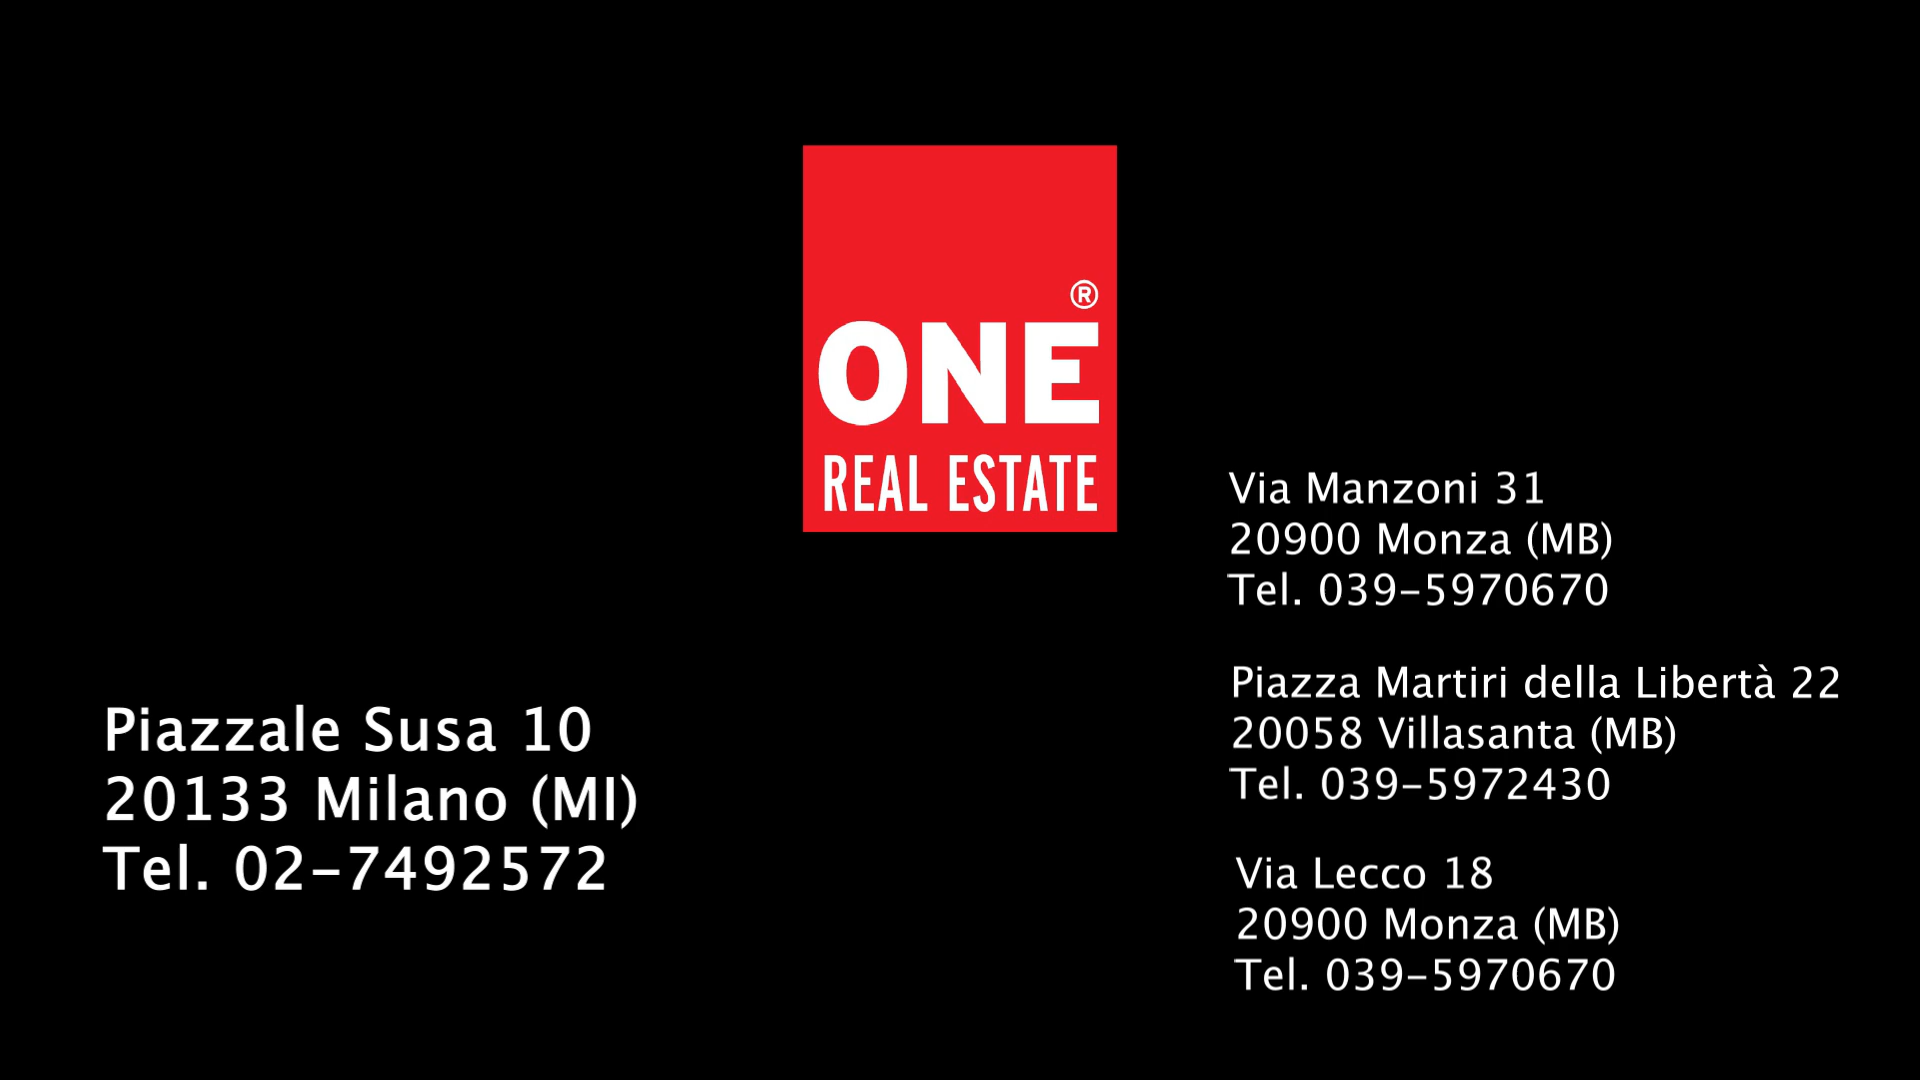 ®
ONE
REAL ESTATE
Piazzale Susa 10
20133 Milano (MI)
Tel. 02-7492572
Via Manzoni 31
20900 Monza (MB)
Tel. 039-5970670
Piazza Martiri della Libertà 22
20058 Villasanta (MB)
Tel. 039-5972430
Via Lecco 18
20900 Monza (MB)
Tel. 039-5970670